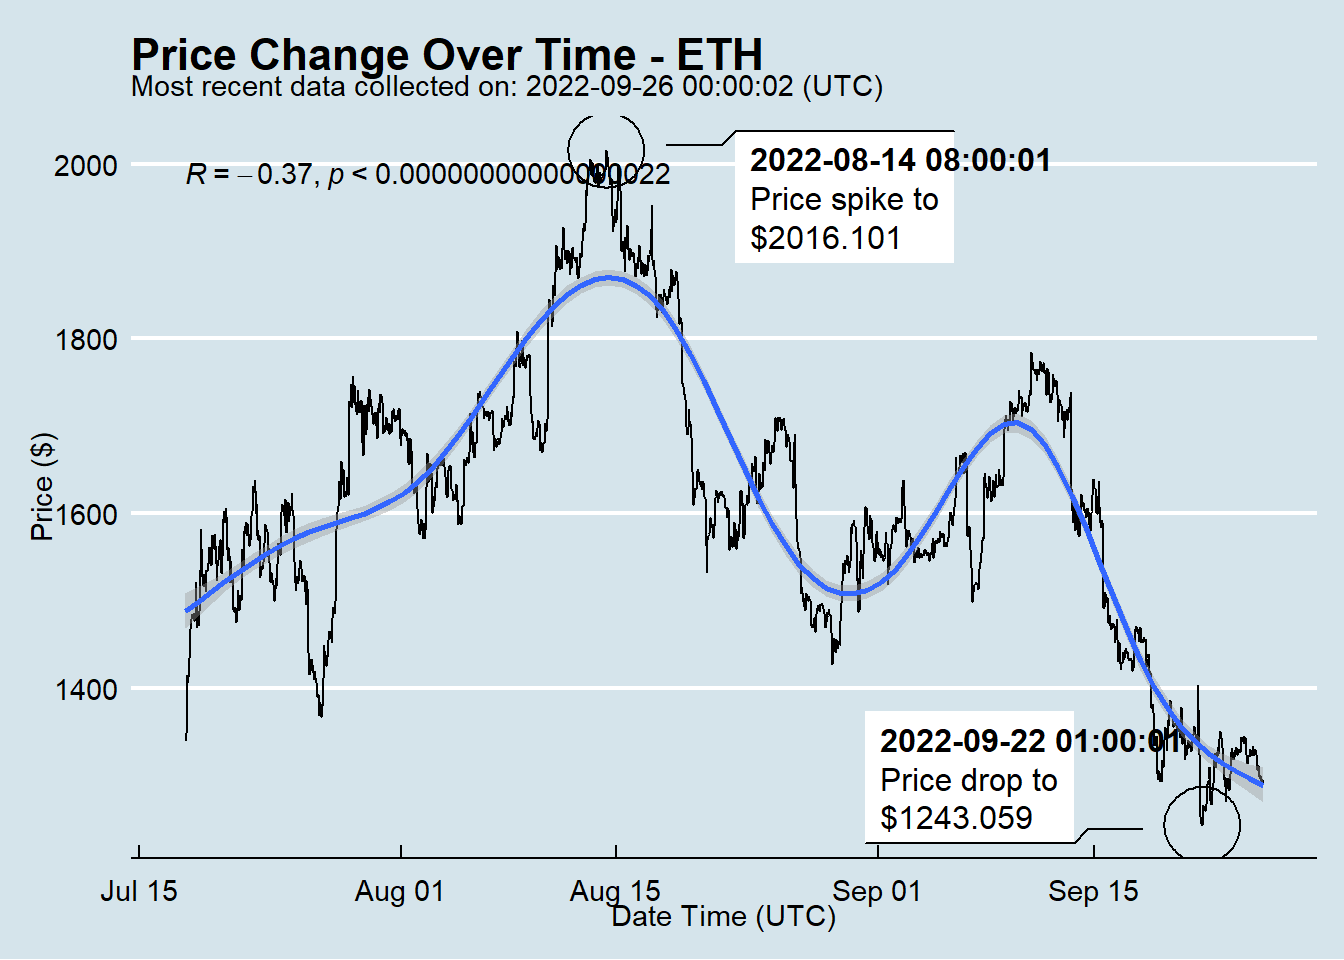 Price Change Over Time - ETH
Most recent data collected on: 2022-09-26 00:00:02 (UTC)
R = −0.37, p < 0.00000000000000022
2022-08-14 08:00:01
Price spike to
$2016.101
2000
1800
1600
1400
Price ($)
2022-09-22 01:00:01
Price drop to
$1243.059
Jul 15
Aug 01
Aug 15
Sep 01
Sep 15
Date Time (UTC)